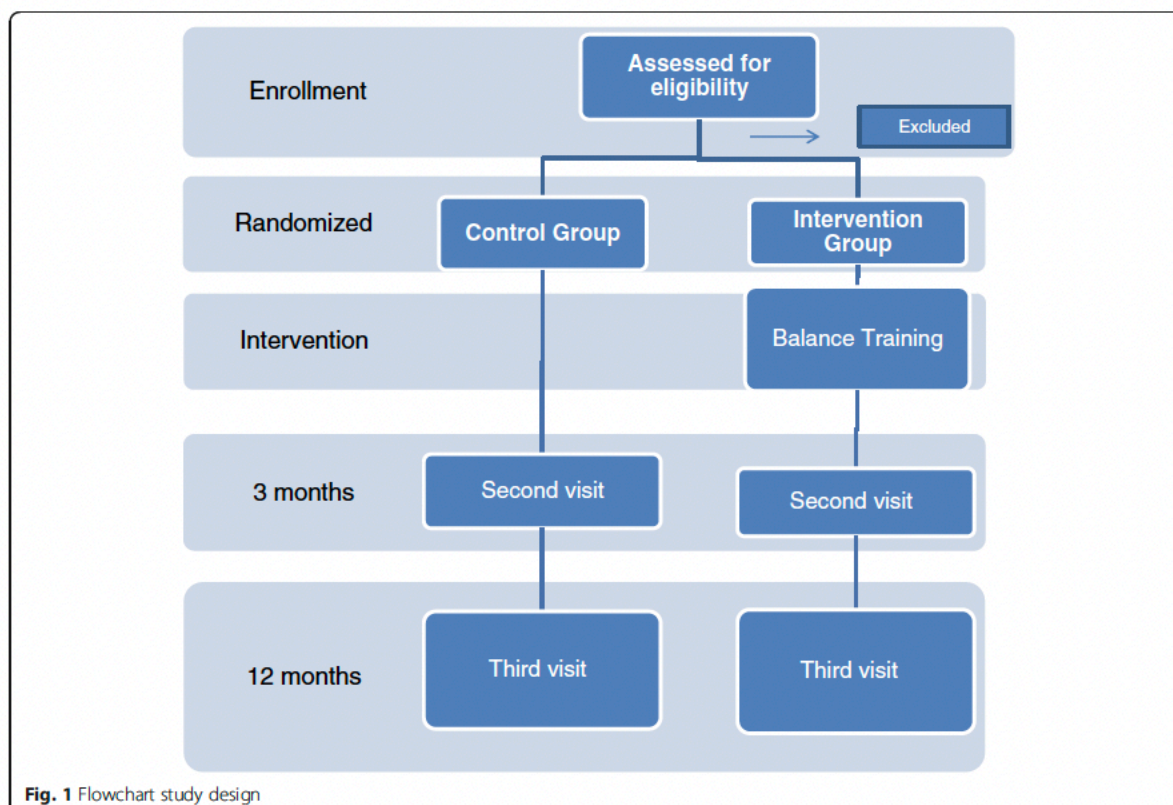 Enrollment
Assessed for
eligibility
Excluded
Randomized
Control Group
Intervention
Group
Intervention
Balance Training
3 months
Second visit
Second visit
12 months
Third visit
Third visit
Fig. 1 Flowchart study design